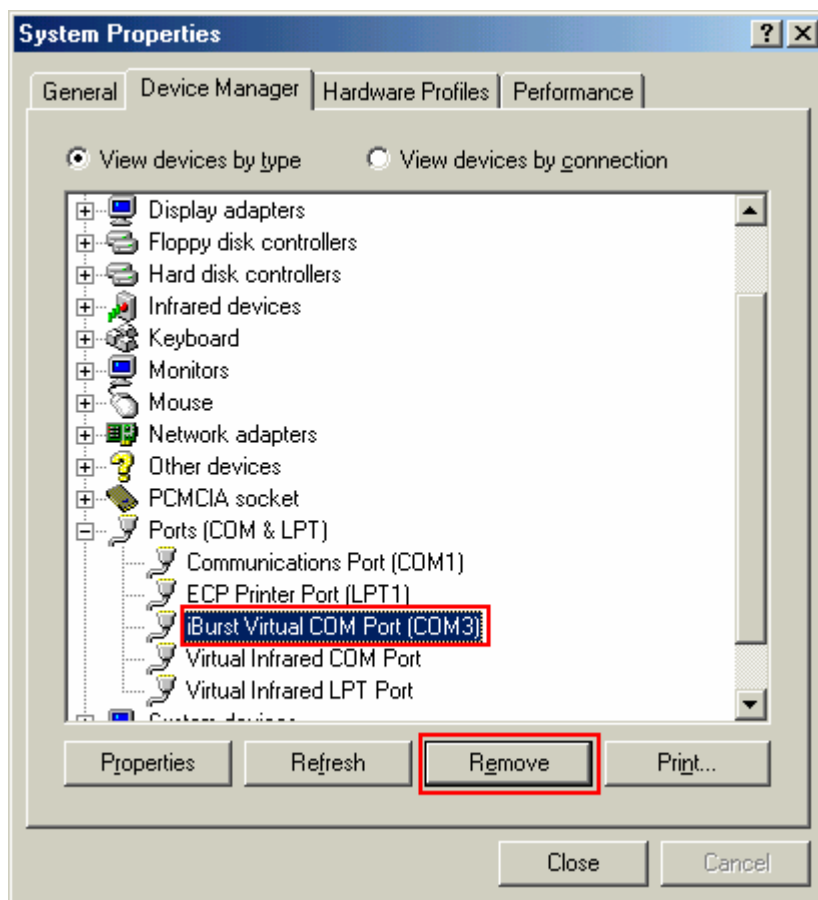 System Properties
General Device Manager Hardware Profiles Performance
View devices by type View devices by connection
Display adapters
Floppy disk controllers
Hard disk controllers
Infrared devices
Keyboard
Monitors
Mouse
Network adapters
Other devices
PCMCIA socket
Ports (COM & LPT)
Communications Port (COM1)
ECP Printer Port (LPT1)
iBurst Virtual COM Port (COM3)
Virtual Infrared COM Port
Virtual Infrared LPT Port
System devices
Properties Refresh Remove Print...
Close Cancel